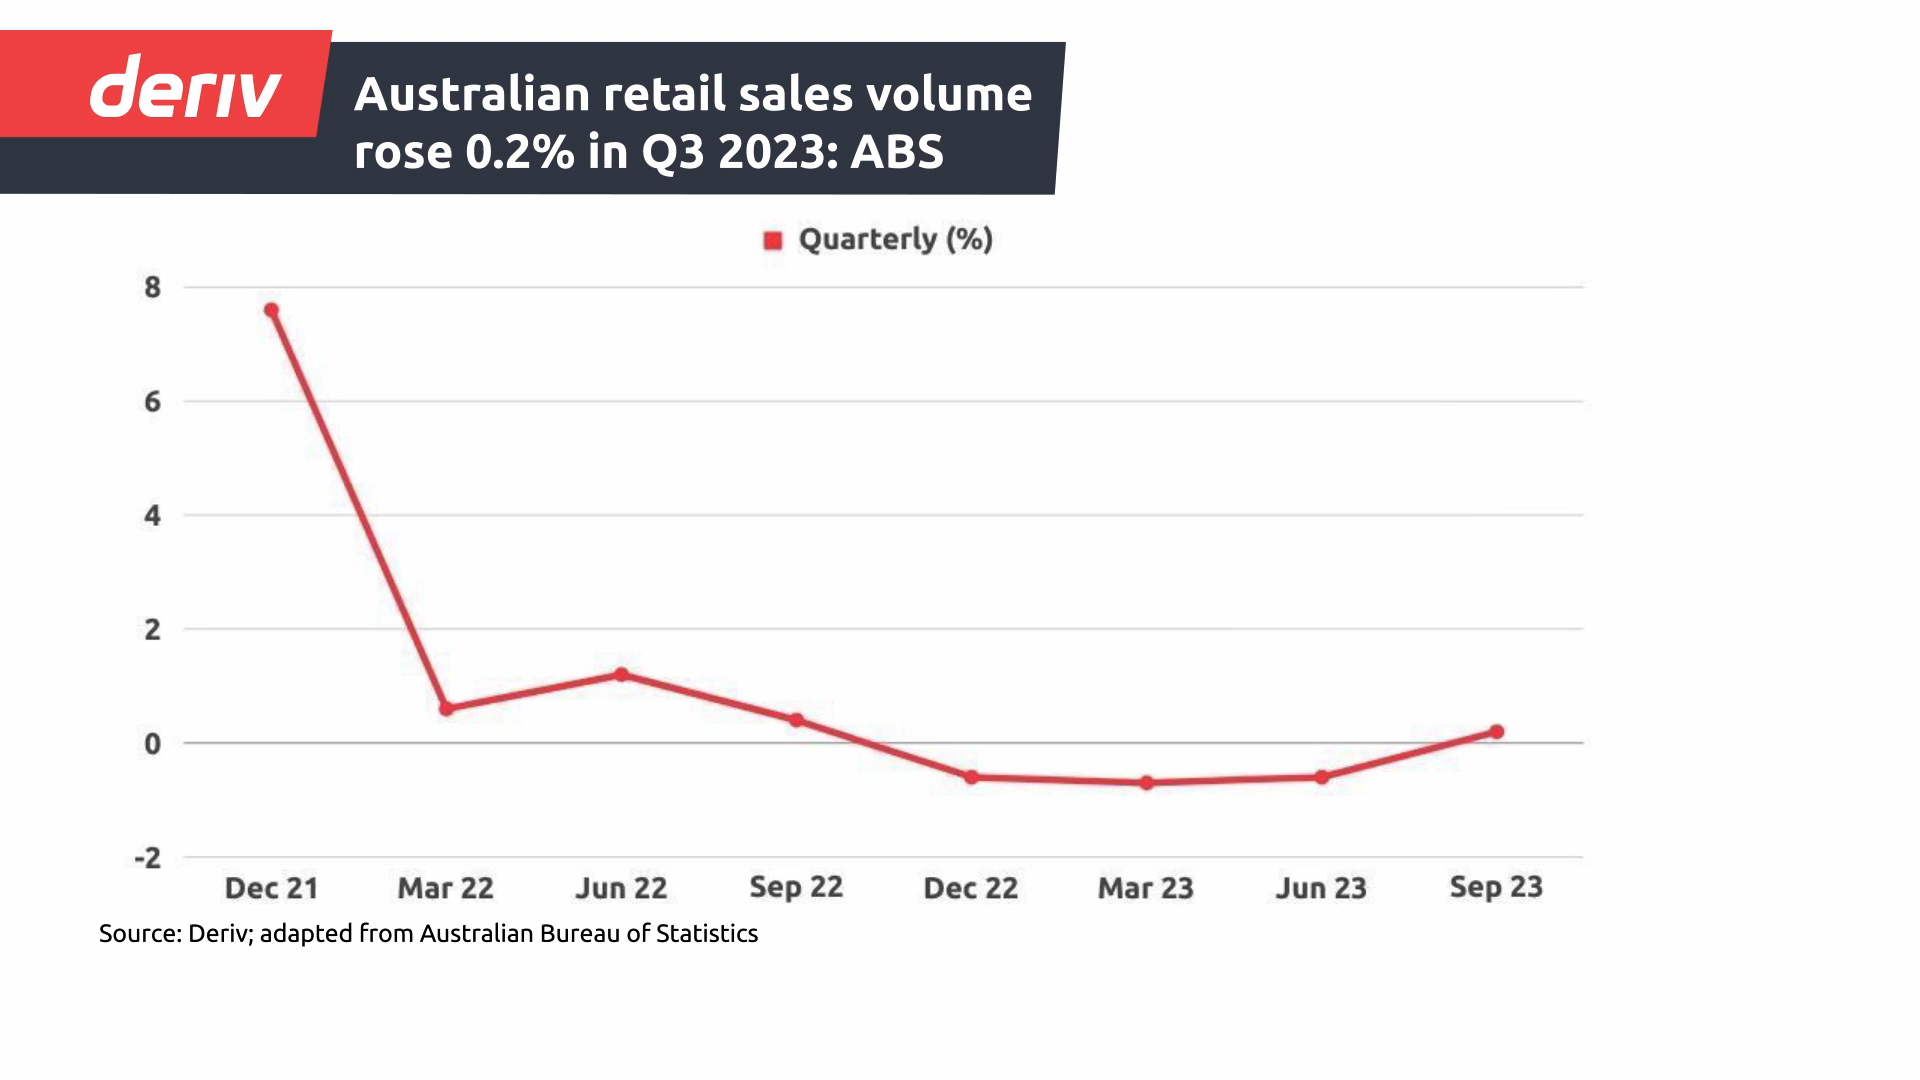 deriv
Australian retail sales volume
rose 0.2% in Q3 2023: ABS
Quarterly (%)
8
6
4
2
0
-2
Dec 21 Mar 22 Jun 22 Sep 22 Dec 22 Mar 23 Jun 23 Sep 23
Source: Deriv; adapted from Australian Bureau of Statistics